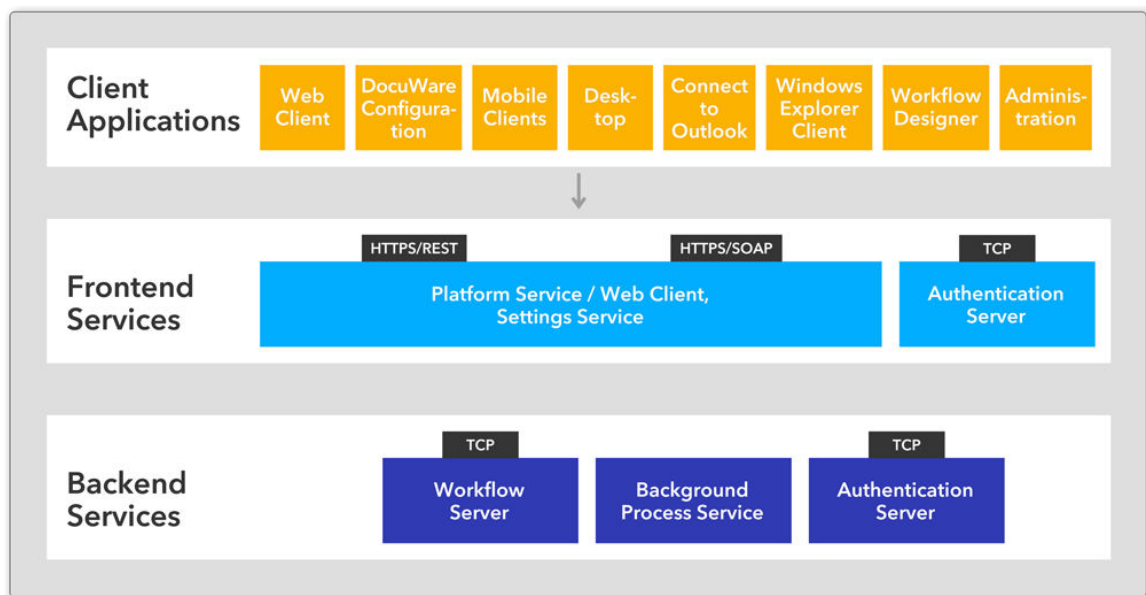 Client
Applications
Web
Client
DocuWare
Configura-
tion
Mobile
Clients
Desk-
top
Connect
to
Outlook
Windows
Explorer
Client
Workflow
Designer
Adminis-
tration
Frontend
Services
HTTPS/REST
HTTPS/SOAP
Platform Service / Web Client,
Settings Service
TCP
Authentication
Server
Backend
Services
TCP
Workflow
Server
Background
Process Service
TCP
Authentication
Server